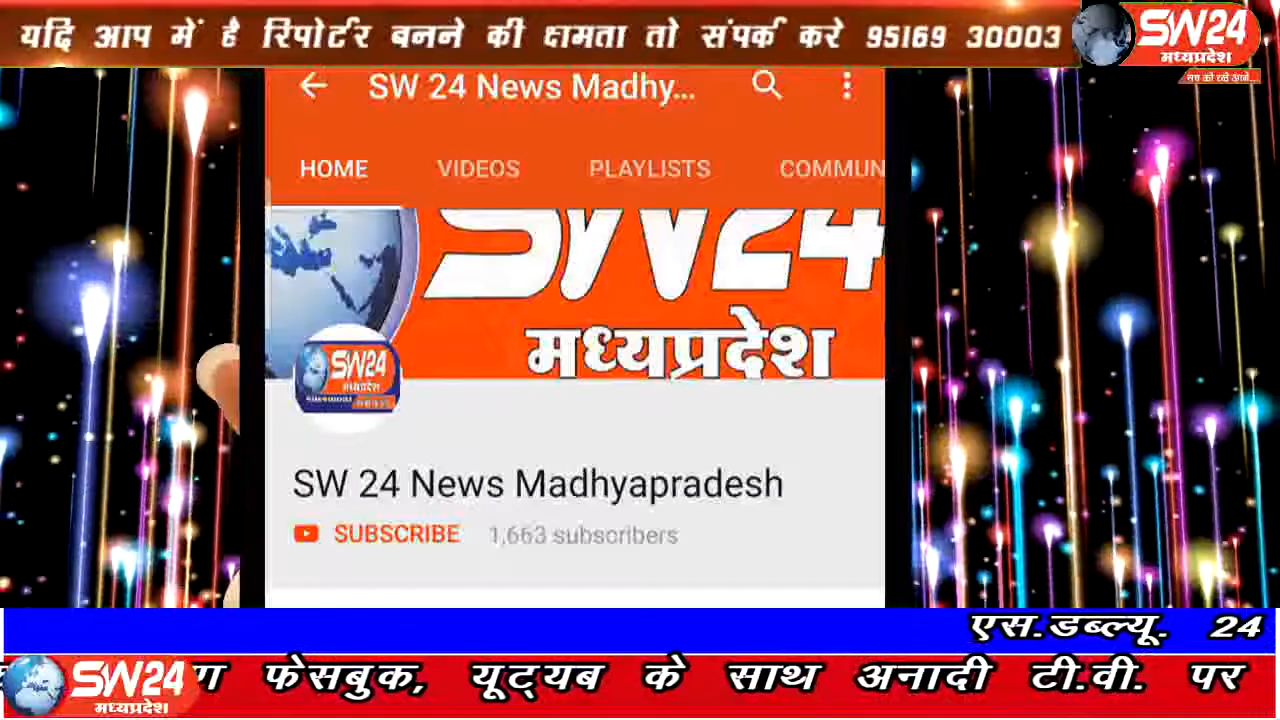 यदि आप में है रिपोर्टर बनने की क्षमता तो संपर्क करे 95169 30003
SW24
मध्यप्रदेश
SW 24 News Madhy...
HOME VIDEOS PLAYLISTS COMMUN
SW24
मध्यप्रदेश
SW24
मध्यप्रदेश
SW 24 News Madhyapradesh
SUBSCRIBE 1,663 subscribers
एस.डब्ल्यू. 24
फेसबुक, यूट्यब के साथ अनादी टी.वी. पर
SW24
मध्यप्रदेश